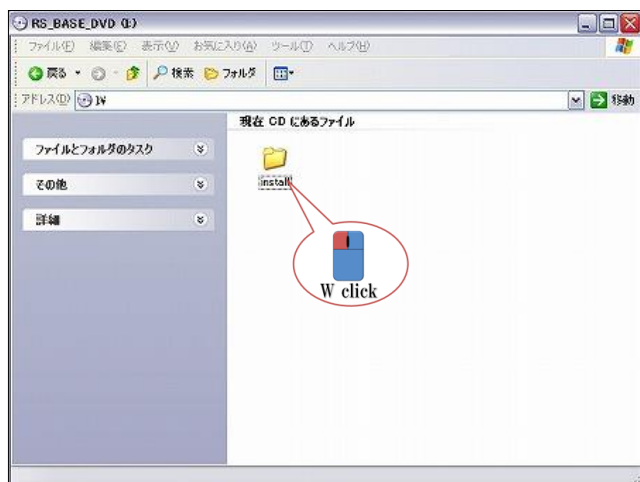 RS_BASE_DVD (I:)
ファイル(F) 編集(E) 表示(V) お気に入り(A) ツール(T) ヘルプ(H)
戻る 検索 フォルダ
アドレス(D) I:¥ 移動
現在 CD にあるファイル
ファイルとフォルダのタスク
install
その他
詳細
W click